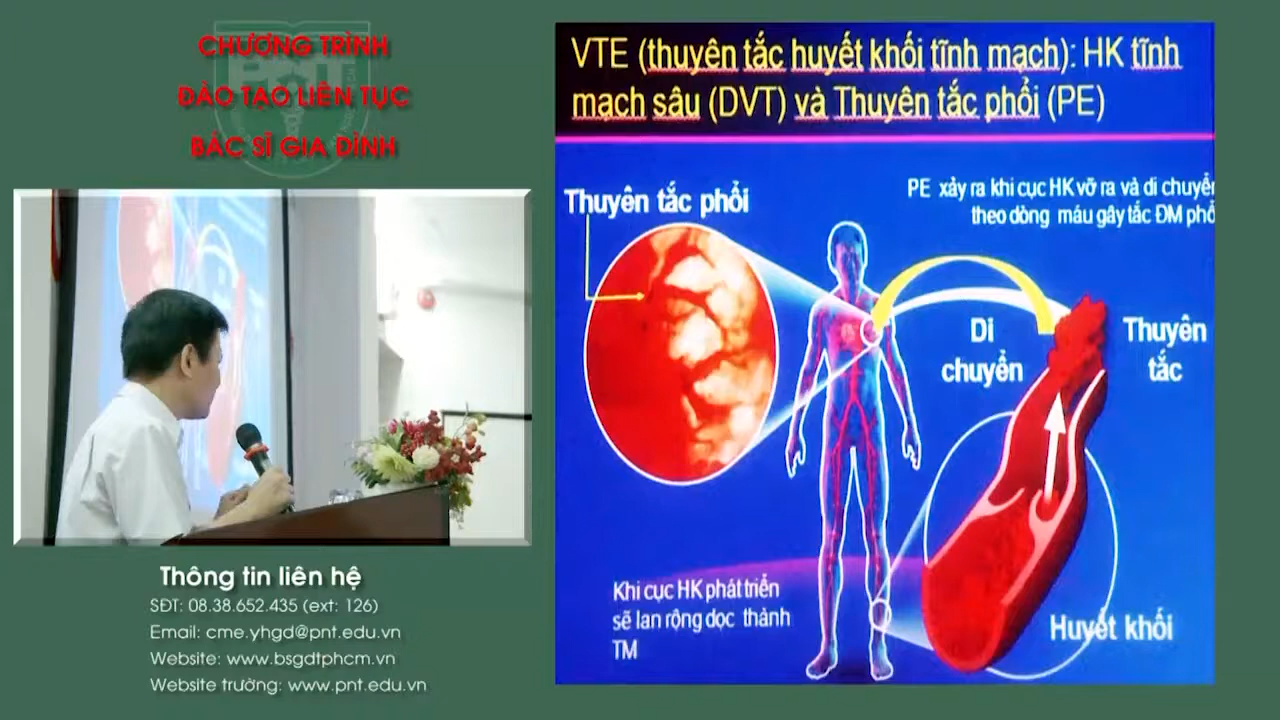 CHƯƠNG TRÌNH
ĐÀO TẠO LIÊN TỤC
BÁC SĨ GIA ĐÌNH
PNT
Thông tin liên hệ
SĐT: 08.38.652.435 (ext: 126)
Email: cme.yhgd@pnt.edu.vn
Website: www.bsgdtphcm.vn
Website trường: www.pnt.edu.vn
VTE (thuyên tắc huyết khối tĩnh mạch): HK tĩnh
mạch sâu (DVT) và Thuyên tắc phổi (PE)
Thuyên tắc phổi
PE xảy ra khi cục HK vỡ ra và di chuyển
theo dòng máu gây tắc ĐM phổ
Di
chuyển
Thuyên
tắc
Khi cục HK phát triển
sẽ lan rộng dọc thành
TM
Huyết khối